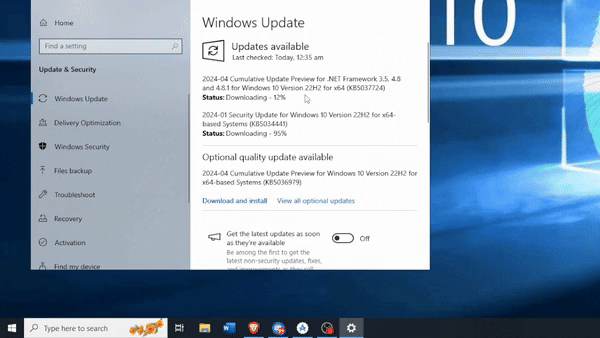 Home
Find a setting
Update & Security
Windows Update
Delivery Optimization
Windows Security
Files backup
Troubleshoot
Recovery
Activation
Find my device
Windows Update
Updates available
Last checked: Today, 12:35 am
2024-04 Cumulative Update Preview for .NET Framework 3.5, 4.8
and 4.8.1 for Windows 10 Version 22H2 for x64 (KB5037724)
Status: Downloading - 12%
2024-01 Security Update for Windows 10 Version 22H2 for x64-
based Systems (KB5034441)
Status: Downloading - 95%
Optional quality update available
2024-04 Cumulative Update Preview for Windows 10 Version 22H2 for
x64-based Systems (KB5036979)
Download and install View all optional updates
Get the latest updates as soon
as they're available
Off
Be among the first to get the
latest non-security updates, fixes,
and improvements as they roll
10
Type here to search